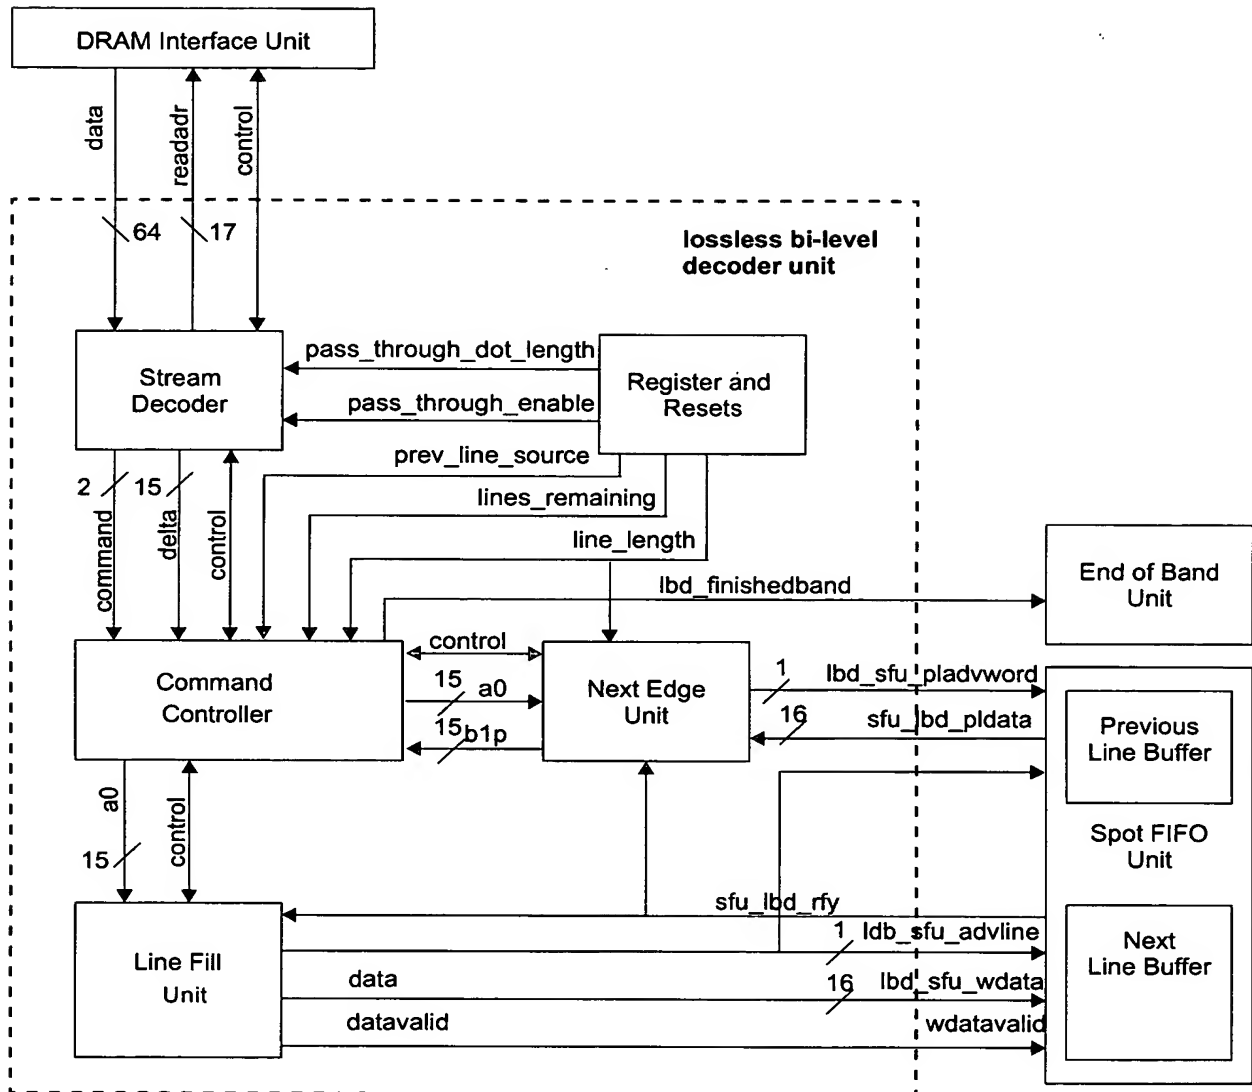 DRAM Interface Unit
data
readadr
control
64
17
lossless bi-level
decoder unit
Stream
Decoder
pass_through_dot_length
pass_through_enable
Register and
Resets
prev_line_source
lines_remaining
line_length
2
15
command
delta
control
lbd_finishedband
End of Band
Unit
Command
Controller
control
15
a0
15
b1p
Next Edge
Unit
1
lbd_sfu_pladvword
16
sfu_lbd_pldata
Previous
Line Buffer
Spot FIFO
Unit
a0
15
control
sfu_lbd_rfy
Line Fill
Unit
1
ldb_sfu_advline
Next
Line Buffer
data
16
lbd_sfu_wdata
datavalid
wdatavalid